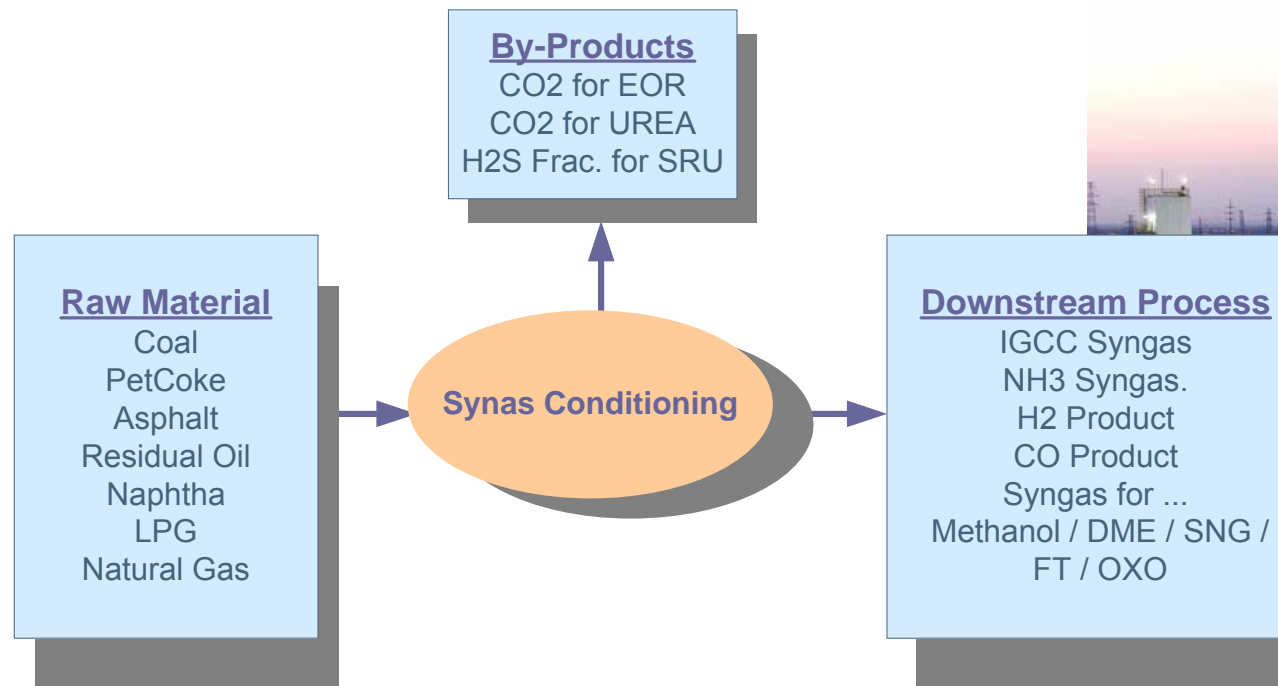 By-Products
CO2 for EOR
CO2 for UREA
H2S Frac. for SRU
Raw Material
Coal
PetCoke
Asphalt
Residual Oil
Naphtha
LPG
Natural Gas
Synas Conditioning
Downstream Process
IGCC Syngas
NH3 Syngas.
H2 Product
CO Product
Syngas for ...
Methanol / DME / SNG /
FT / OXO